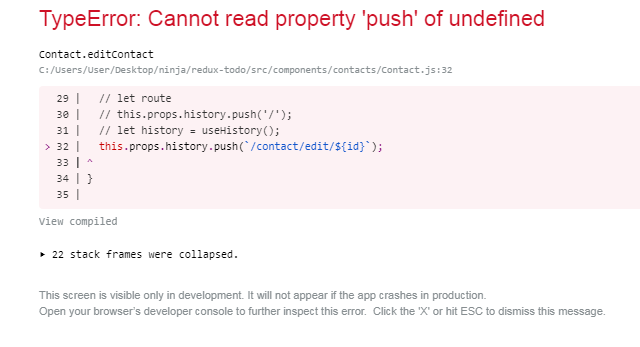 TypeError: Cannot read property 'push' of undefined
Contact.editContact
C:/Users/User/Desktop/ninja/redux-todo/src/components/contacts/Contact.js:32
29 | // let route
30 | // this.props.history.push('/');
31 | // let history = useHistory();
> 32 | this.props.history.push(`/contact/edit/${id}`);
33 | ^
34 | }
35 |
View compiled
▶ 22 stack frames were collapsed.
This screen is visible only in development. It will not appear if the app crashes in production.
Open your browser's developer console to further inspect this error. Click the 'X' or hit ESC to dismiss this message.